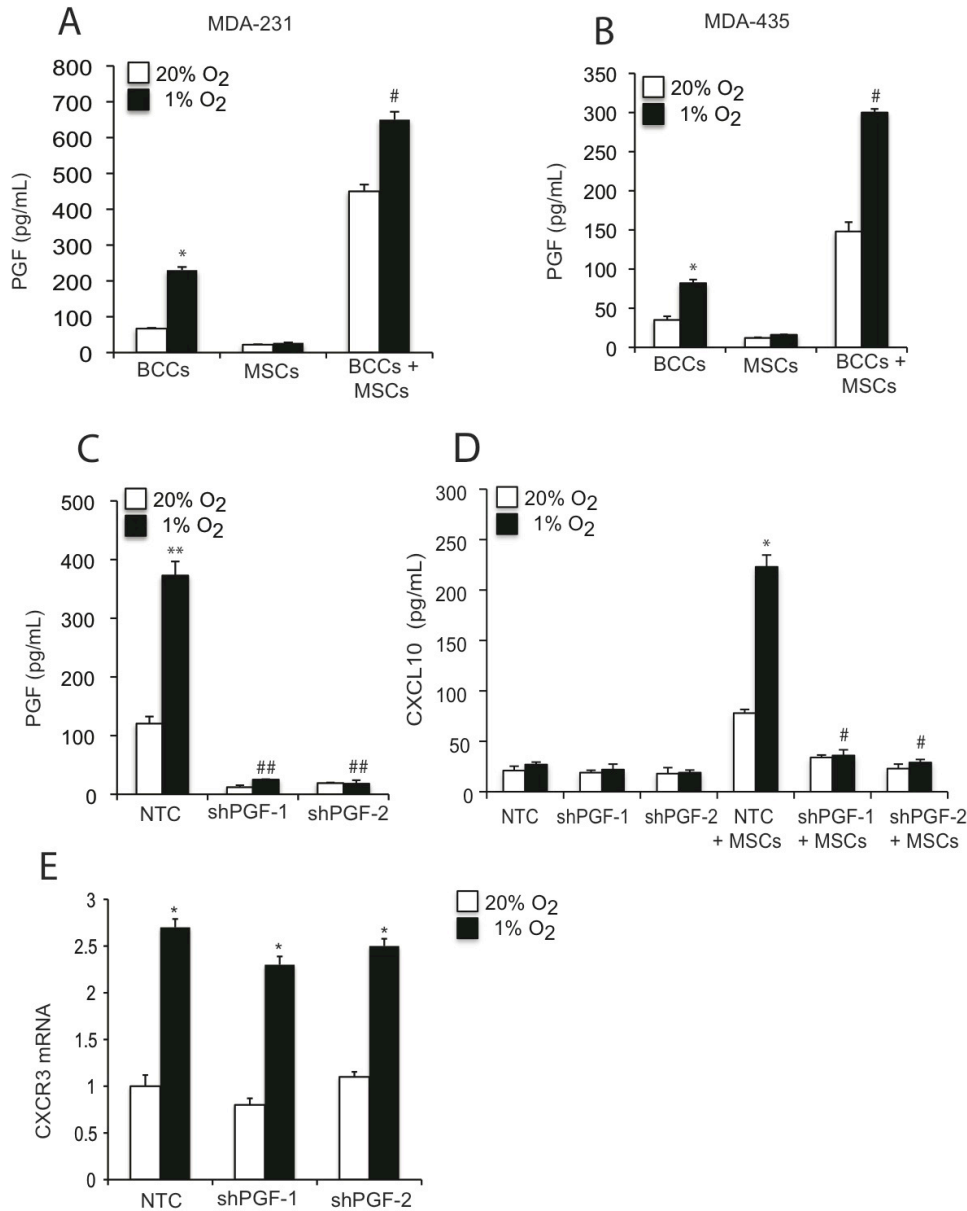 A
MDA-231
PGF (pg/mL)
800
700
600
500
400
300
200
100
0
20% O2
1% O2
*
#
BCCs
MSCs
BCCs +
MSCs
B
MDA-435
PGF (pg/mL)
350
300
250
200
150
100
50
0
20% O2
1% O2
*
#
BCCs
MSCs
BCCs +
MSCs
C
PGF (pg/mL)
500
400
300
200
100
0
20% O2
1% O2
**
##
##
NTC
shPGF-1
shPGF-2
D
CXCL10 (pg/mL)
300
250
200
150
100
50
0
20% O2
1% O2
*
#
#
NTC
shPGF-1
shPGF-2
NTC
+ MSCs
shPGF-1
+ MSCs
shPGF-2
+ MSCs
E
CXCR3 mRNA
3
2.5
2
1.5
1
0.5
0
20% O2
1% O2
*
*
*
NTC
shPGF-1
shPGF-2